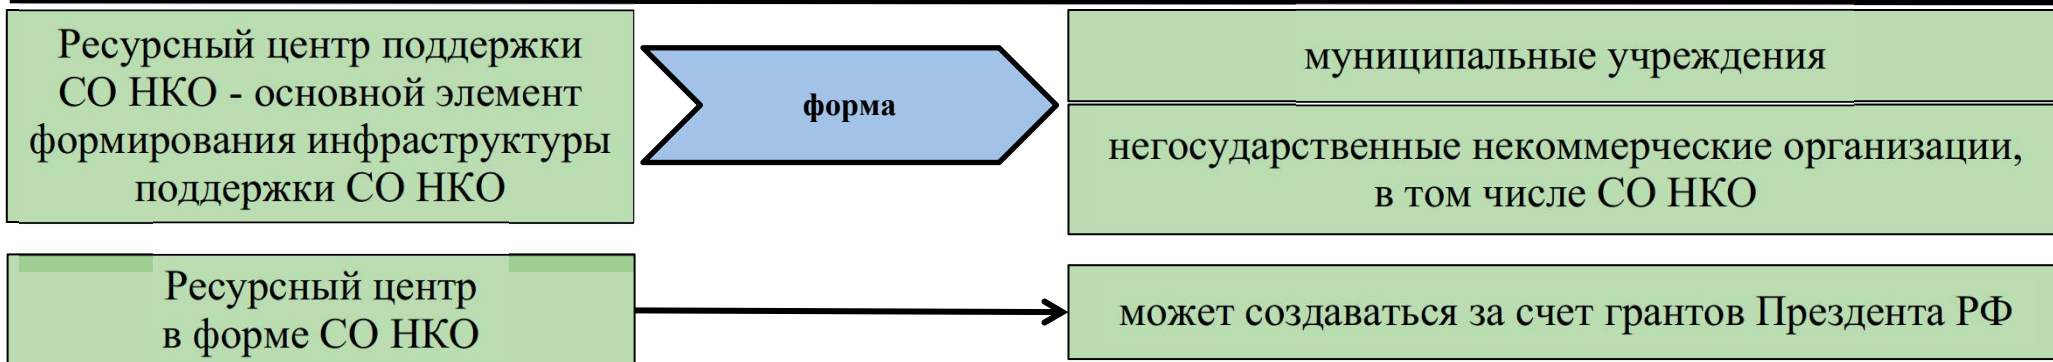 Ресурсный центр поддержки
СО НКО - основной элемент
формирования инфраструктуры
поддержки СО НКО
форма
муниципальные учреждения
негосударственные некоммерческие организации,
в том числе СО НКО
Ресурсный центр
в форме СО НКО
может создаваться за счет грантов Прездента РФ